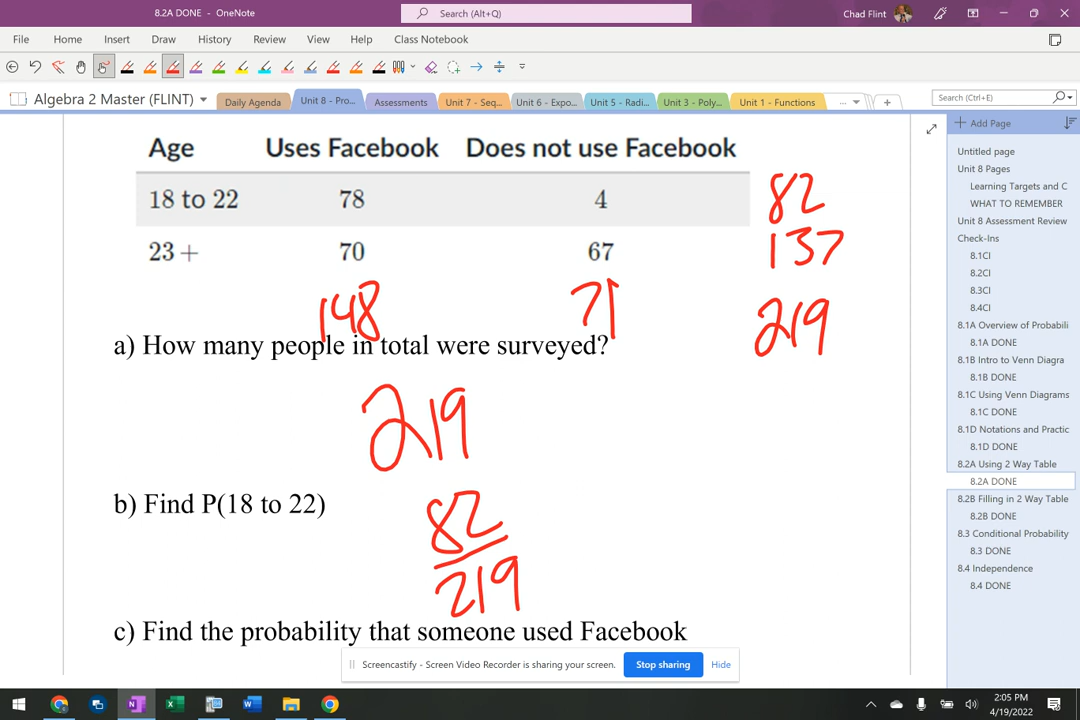 8.2A DONE - OneNote
Search (Alt+Q)
Chad Flint
File Home Insert Draw History Review View Help Class Notebook
Algebra 2 Master (FLINT)
Daily Agenda Unit 8 - Pro... Assessments Unit 7 - Seq... Unit 6 - Expo... Unit 5 - Radi... Unit 3 - Poly... Unit 1 - Functions ... +
Search (Ctrl+E)
Age Uses Facebook Does not use Facebook
18 to 22 78 4 82
23 + 70 67 137
148 71 219
a) How many people in total were surveyed?
219
b) Find P(18 to 22)
82
219
c) Find the probability that someone used Facebook
Add Page
Untitled page
Unit 8 Pages
Learning Targets and C
WHAT TO REMEMBER
Unit 8 Assessment Review
Check-Ins
8.1CI
8.2CI
8.3CI
8.4CI
8.1A Overview of Probabili
8.1A DONE
8.1B Intro to Venn Diagra
8.1B DONE
8.1C Using Venn Diagrams
8.1C DONE
8.1D Notations and Practic
8.1D DONE
8.2A Using 2 Way Table
8.2A DONE
8.2B Filling in 2 Way Table
8.2B DONE
8.3 Conditional Probability
8.3 DONE
8.4 Independence
8.4 DONE
Screencastify - Screen Video Recorder is sharing your screen.
Stop sharing
Hide
2:05 PM
4/19/2022